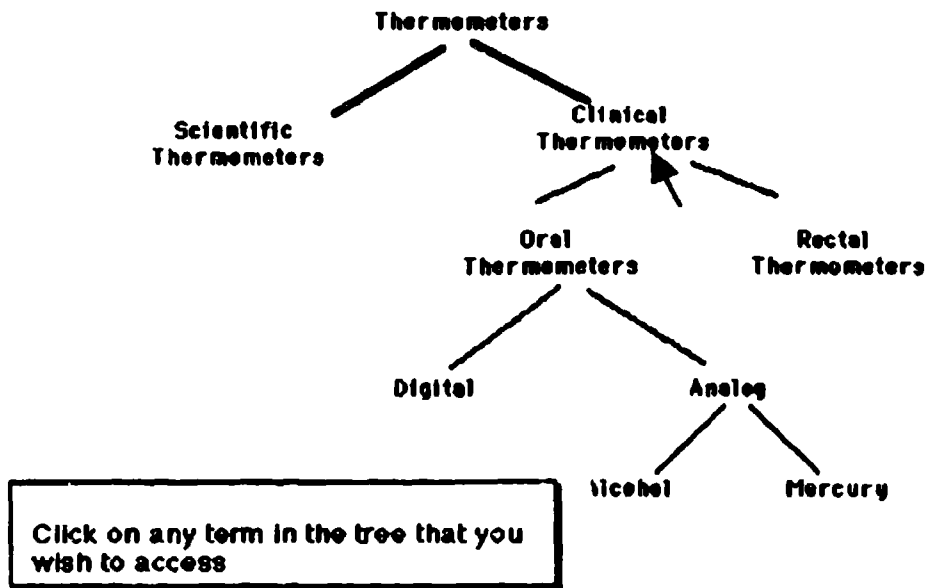 Thermometers
Scientific
Thermometers
Clinical
Thermometers
Oral
Thermometers
Rectal
Thermometers
Digital
Analog
Alcohol
Mercury
Click on any term in the tree that you
wish to access